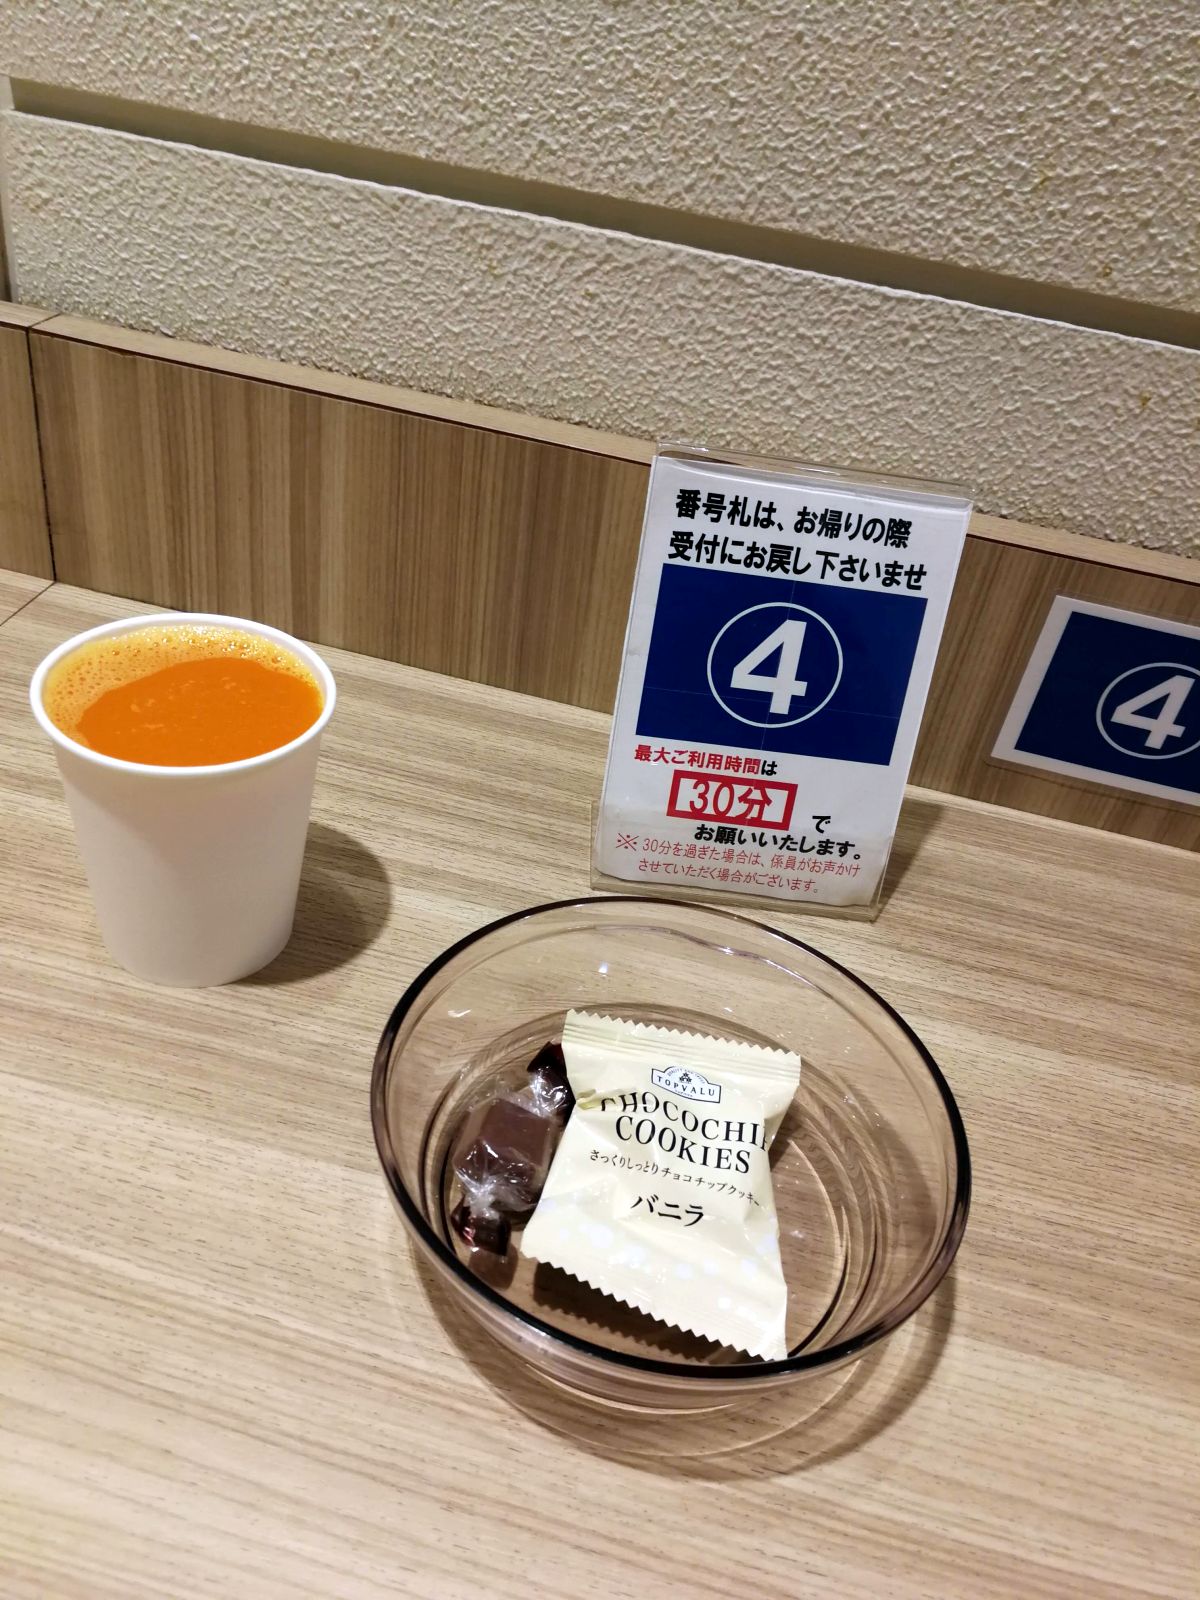 番号札は、お帰りの際
受付にお戻し下さいませ
4
最大ご利用時間は
30分で
お願いいたします。
※30分を過ぎた場合は、係員がお声かけ
させていただく場合がございます。
4
TOPVALU
CHOCOCHIP
COOKIES
さっくりしっとりチョコチップクッキー
バニラ